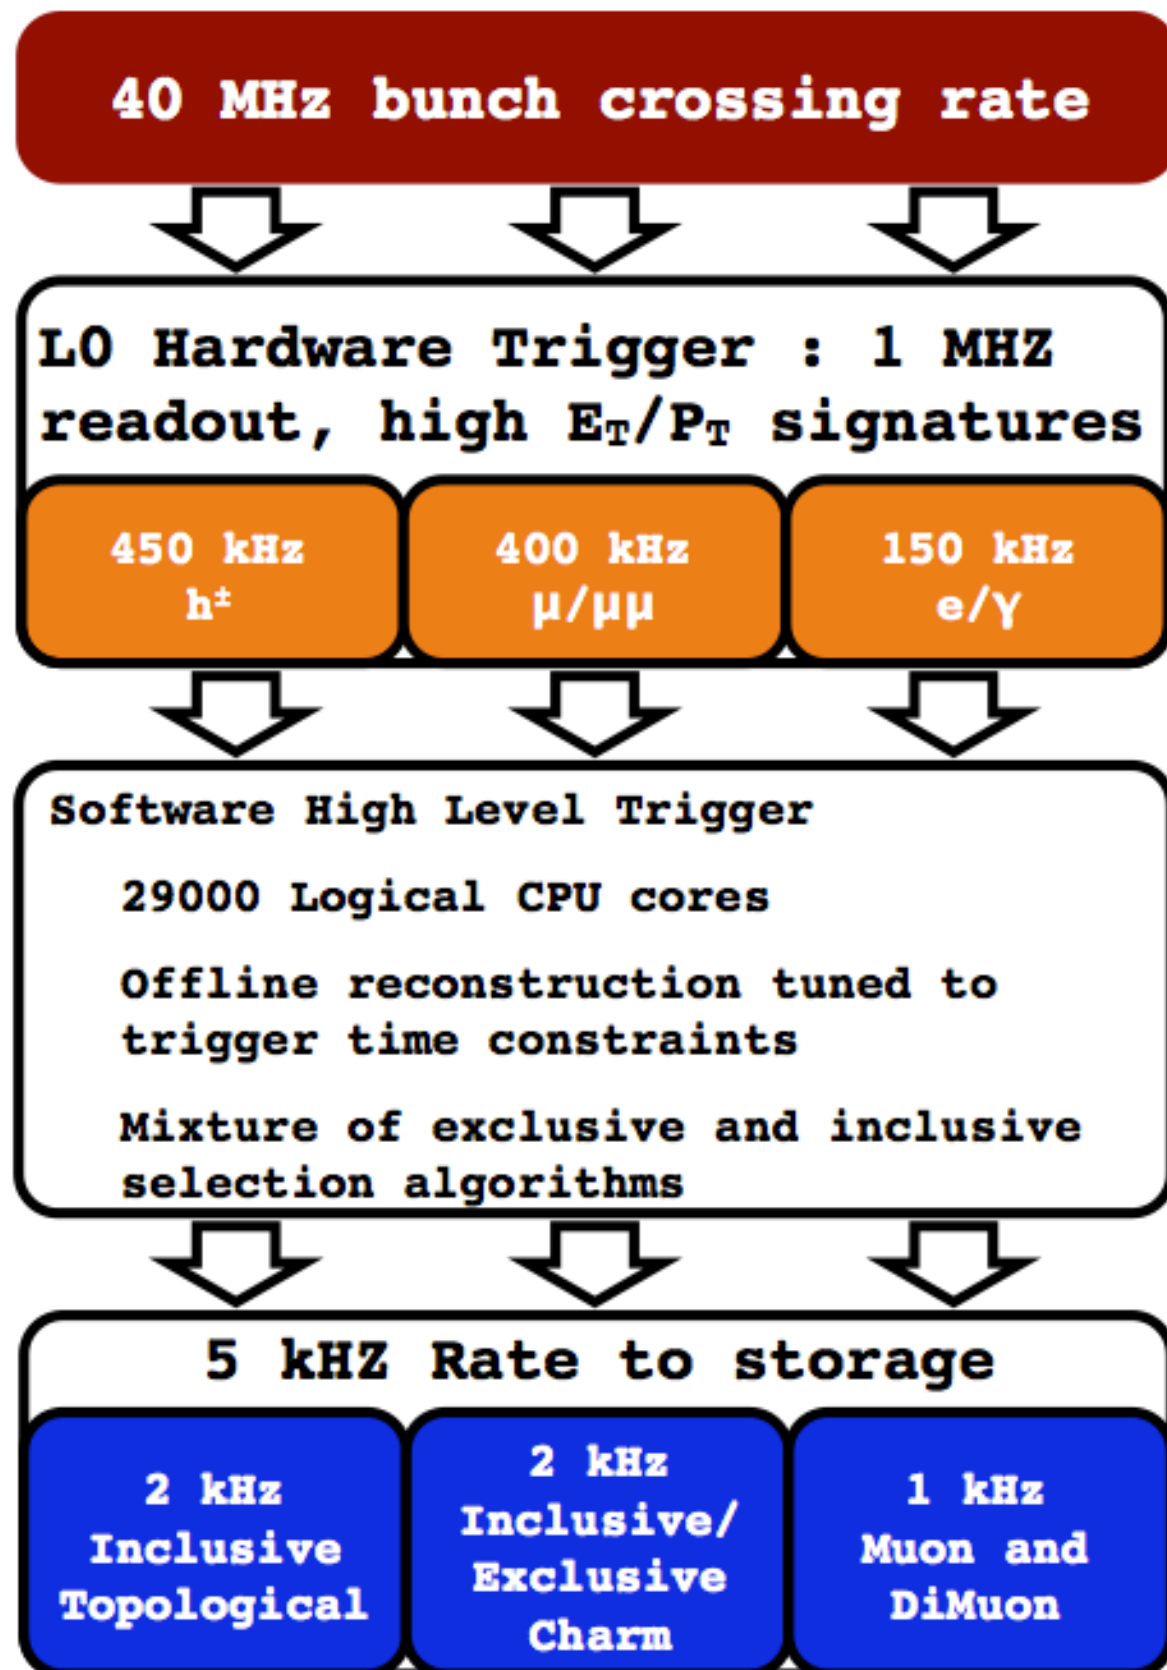 40 MHz bunch crossing rate
L0 Hardware Trigger : 1 MHZ
readout, high E_T/P_T signatures
450 kHz
h±
400 kHz
μ/μμ
150 kHz
e/γ
Software High Level Trigger
29000 Logical CPU cores
Offline reconstruction tuned to
trigger time constraints
Mixture of exclusive and inclusive
selection algorithms
5 kHZ Rate to storage
2 kHz
Inclusive
Topological
2 kHz
Inclusive/
Exclusive
Charm
1 kHz
Muon and
DiMuon